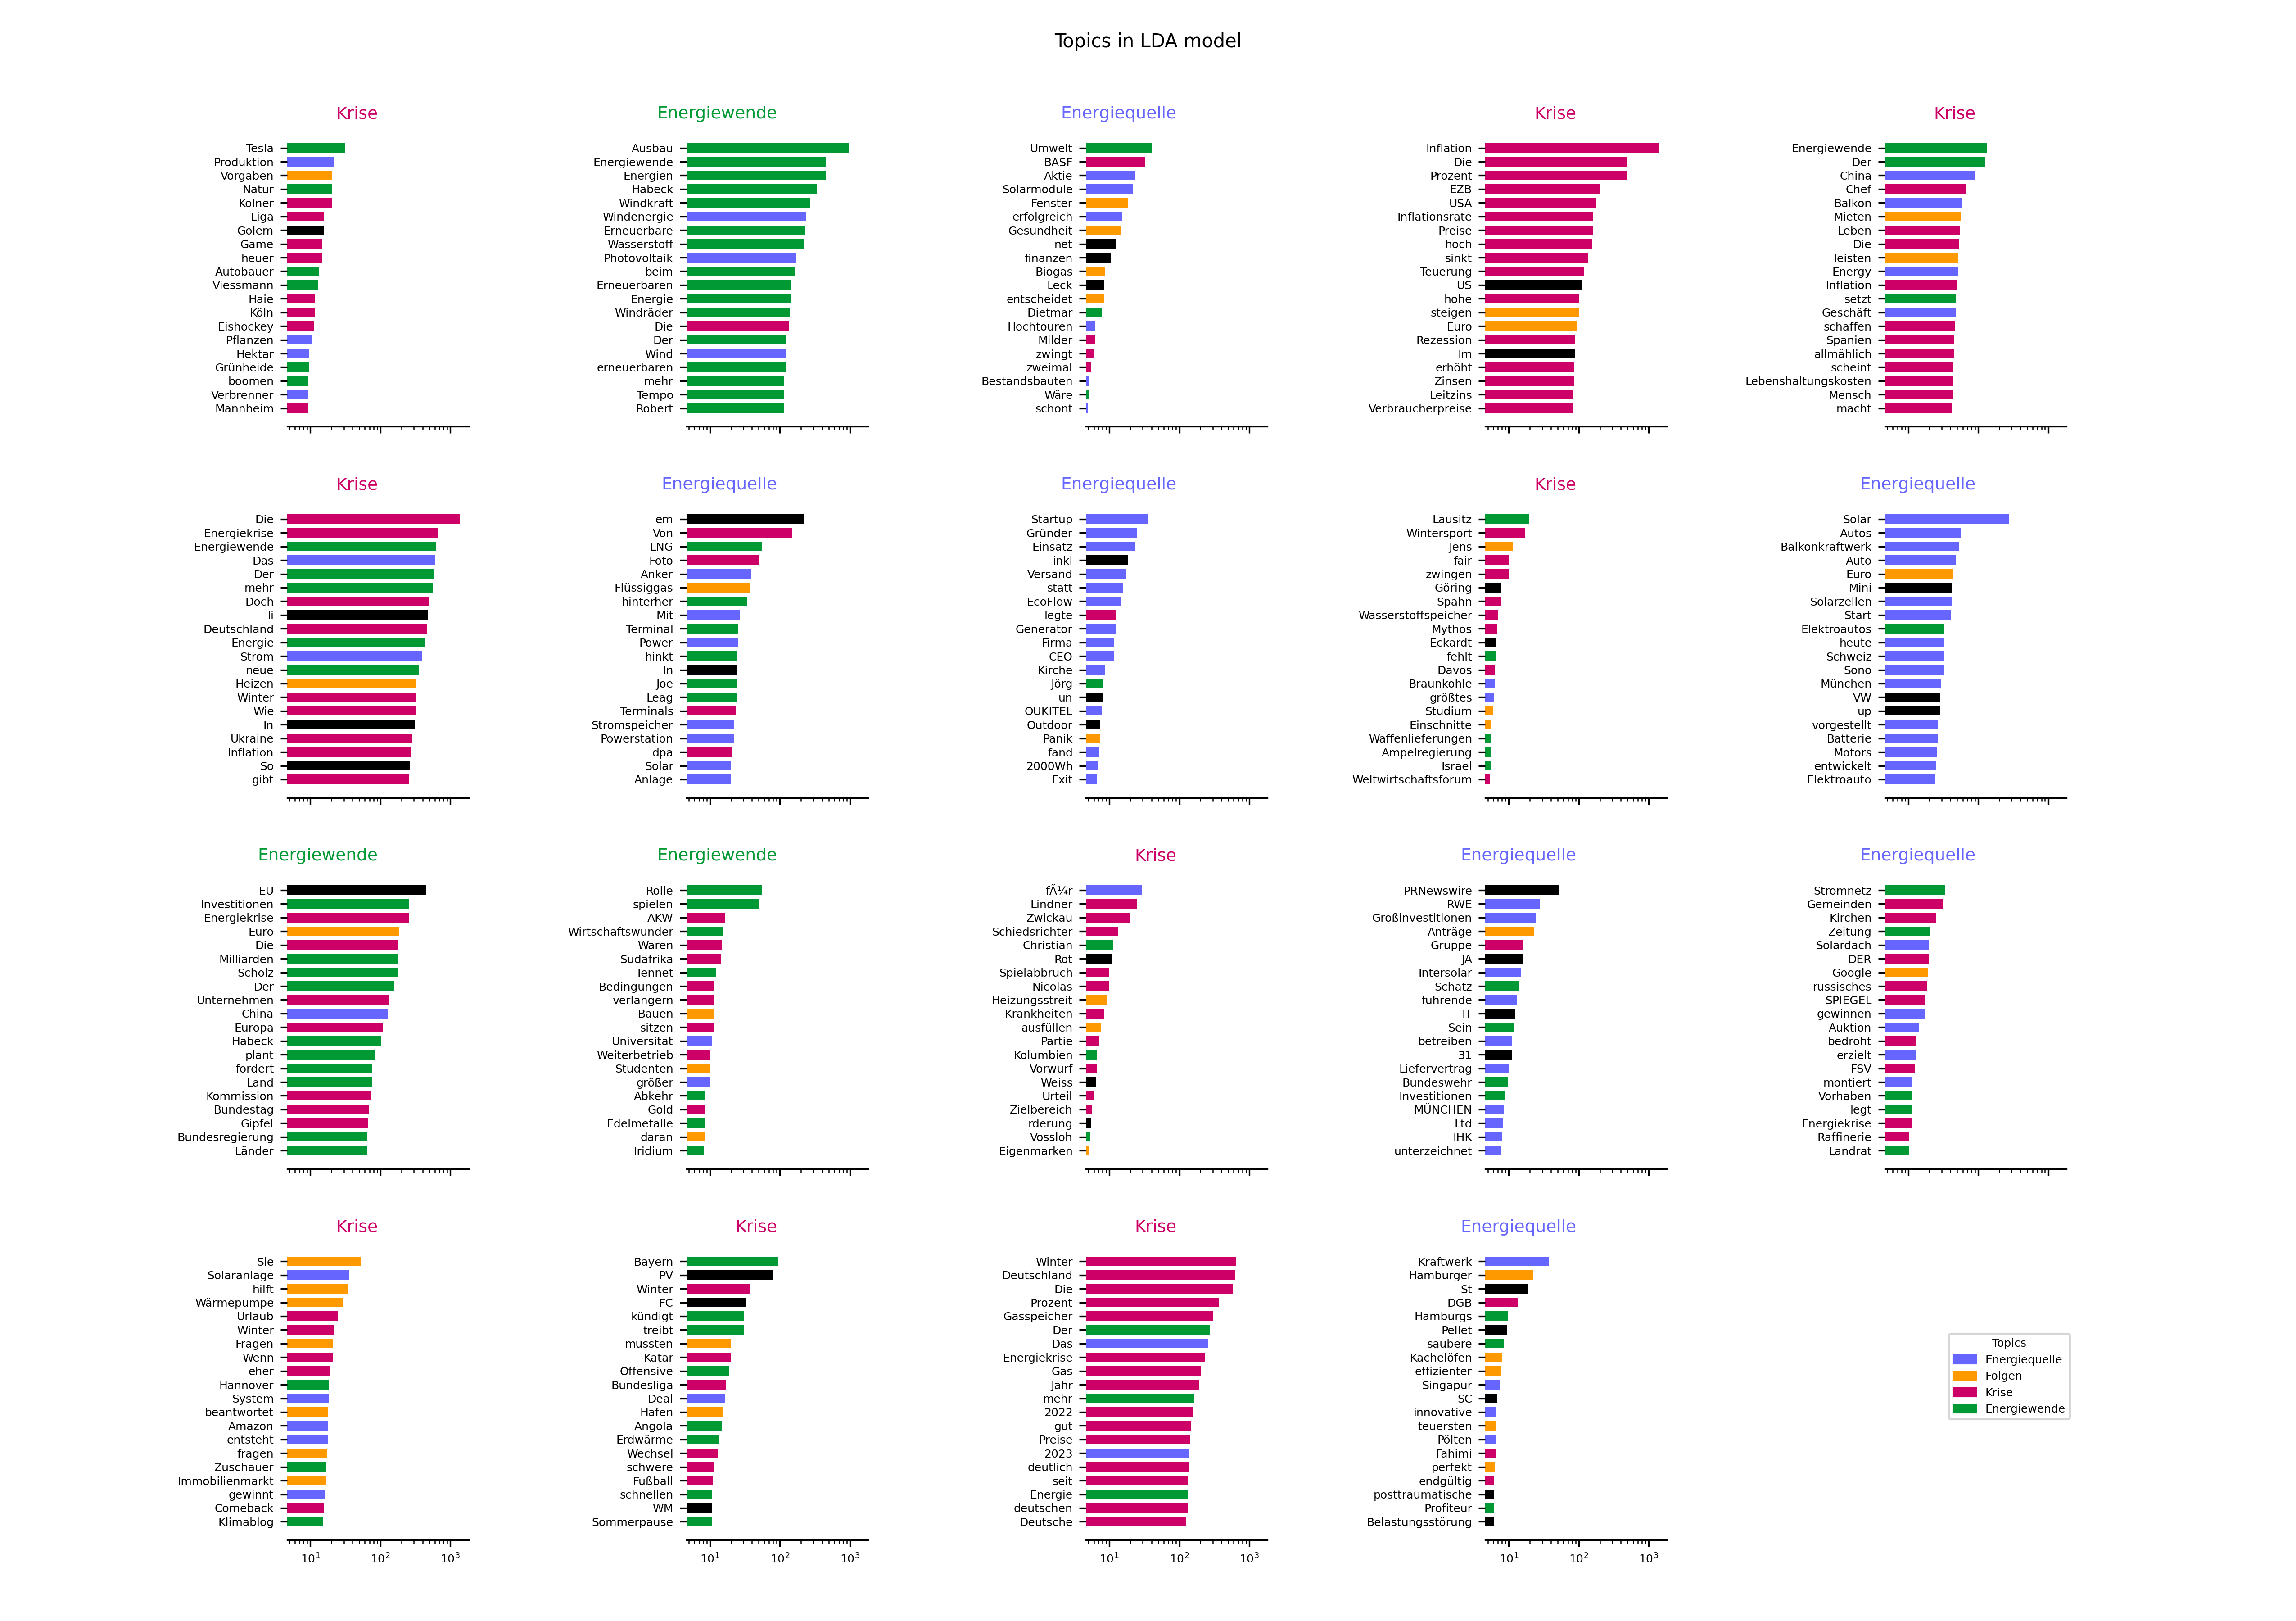 Topics in LDA model
Krise
Tesla
Produktion
Vorgaben
Natur
Kölner
Liga
Golem
Game
heuer
Autobauer
Viessmann
Haie
Köln
Eishockey
Pflanzen
Hektar
Grünheide
boomen
Verbrenner
Mannheim
Energiewende
Ausbau
Energiewende
Energien
Habeck
Windkraft
Windenergie
Erneuerbare
Wasserstoff
Photovoltaik
beim
Erneuerbaren
Energie
Windräder
Die
Der
Wind
erneuerbaren
mehr
Tempo
Robert
Energiequelle
Umwelt
BASF
Aktie
Solarmodule
Fenster
erfolgreich
Gesundheit
net
finanzen
Biogas
Leck
entscheidet
Dietmar
Hochtouren
Milder
zwingt
zweimal
Bestandsbauten
Wäre
schont
Krise
Inflation
Die
Prozent
EZB
USA
Inflationsrate
Preise
hoch
sinkt
Teuerung
US
hohe
steigen
Euro
Rezession
Im
erhöht
Zinsen
Leitzins
Verbraucherpreise
Krise
Energiewende
Der
China
Chef
Balkon
Mieten
Leben
Die
leisten
Energy
Inflation
setzt
Geschäft
schaffen
Spanien
allmählich
scheint
Lebenshaltungskosten
Mensch
macht
Krise
Die
Energiekrise
Energiewende
Das
Der
mehr
Doch
li
Deutschland
Energie
Strom
neue
Heizen
Winter
Wie
In
Ukraine
Inflation
So
gibt
Energiequelle
em
Von
LNG
Foto
Anker
Flüssiggas
hinterher
Mit
Terminal
Power
hinkt
In
Joe
Leag
Terminals
Stromspeicher
Powerstation
dpa
Solar
Anlage
Energiequelle
Startup
Gründer
Einsatz
inkl
Versand
statt
EcoFlow
legte
Generator
Firma
CEO
Kirche
Jörg
un
OUKITEL
Outdoor
Panik
fand
2000Wh
Exit
Krise
Lausitz
Wintersport
Jens
fair
zwingen
Göring
Spahn
Wasserstoffspeicher
Mythos
Eckardt
fehlt
Davos
Braunkohle
größtes
Studium
Einschnitte
Waffenlieferungen
Ampelregierung
Israel
Weltwirtschaftsforum
Energiequelle
Solar
Autos
Balkonkraftwerk
Auto
Euro
Mini
Solarzellen
Start
Elektroautos
heute
Schweiz
Sono
München
VW
up
vorgestellt
Batterie
Motors
entwickelt
Elektroauto
Energiewende
EU
Investitionen
Energiekrise
Euro
Die
Milliarden
Scholz
Der
Unternehmen
China
Europa
Habeck
plant
fordert
Land
Kommission
Bundestag
Gipfel
Bundesregierung
Länder
Energiewende
Rolle
spielen
AKW
Wirtschaftswunder
Waren
Südafrika
Tennet
Bedingungen
verlängern
Bauen
sitzen
Universität
Weiterbetrieb
Studenten
größer
Abkehr
Gold
Edelmetalle
daran
Iridium
Krise
fÃ¼r
Lindner
Zwickau
Schiedsrichter
Christian
Rot
Spielabbruch
Nicolas
Heizungsstreit
Krankheiten
ausfüllen
Partie
Kolumbien
Vorwurf
Weiss
Urteil
Zielbereich
rderung
Vossloh
Eigenmarken
Energiequelle
PRNewswire
RWE
Großinvestitionen
Anträge
Gruppe
JA
Intersolar
Schatz
führende
IT
Sein
betreiben
31
Liefervertrag
Bundeswehr
Investitionen
MÜNCHEN
Ltd
IHK
unterzeichnet
Energiequelle
Stromnetz
Gemeinden
Kirchen
Zeitung
Solardach
DER
Google
russisches
SPIEGEL
gewinnen
Auktion
bedroht
erzielt
FSV
montiert
Vorhaben
legt
Energiekrise
Raffinerie
Landrat
Krise
Sie
Solaranlage
hilft
Wärmepumpe
Urlaub
Winter
Fragen
Wenn
eher
Hannover
System
beantwortet
Amazon
entsteht
fragen
Zuschauer
Immobilienmarkt
gewinnt
Comeback
Klimablog
10¹ 10² 10³
Krise
Bayern
PV
Winter
FC
kündigt
treibt
mussten
Katar
Offensive
Bundesliga
Deal
Häfen
Angola
Erdwärme
Wechsel
schwere
Fußball
schnellen
WM
Sommerpause
10¹ 10² 10³
Krise
Winter
Deutschland
Die
Prozent
Gasspeicher
Der
Das
Energiekrise
Gas
Jahr
mehr
2022
gut
Preise
2023
deutlich
seit
Energie
deutschen
Deutsche
10¹ 10² 10³
Energiequelle
Kraftwerk
Hamburger
St
DGB
Hamburgs
Pellet
saubere
Kachelöfen
effizienter
Singapur
SC
innovative
teuersten
Pölten
Fahimi
perfekt
endgültig
posttraumatische
Profiteur
Belastungsstörung
10¹ 10² 10³
Topics
Energiequelle
Folgen
Krise
Energiewende